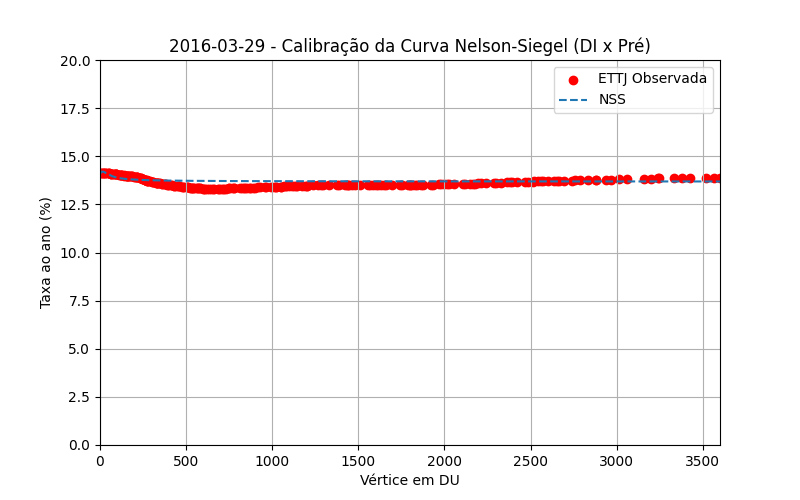 2016-03-29 - Calibração da Curva Nelson-Siegel (DI x Pré)
ETTJ Observada
NSS
Taxa ao ano (%)
20.0
17.5
15.0
12.5
10.0
7.5
5.0
2.5
0.0
0 500 1000 1500 2000 2500 3000 3500
Vértice em DU